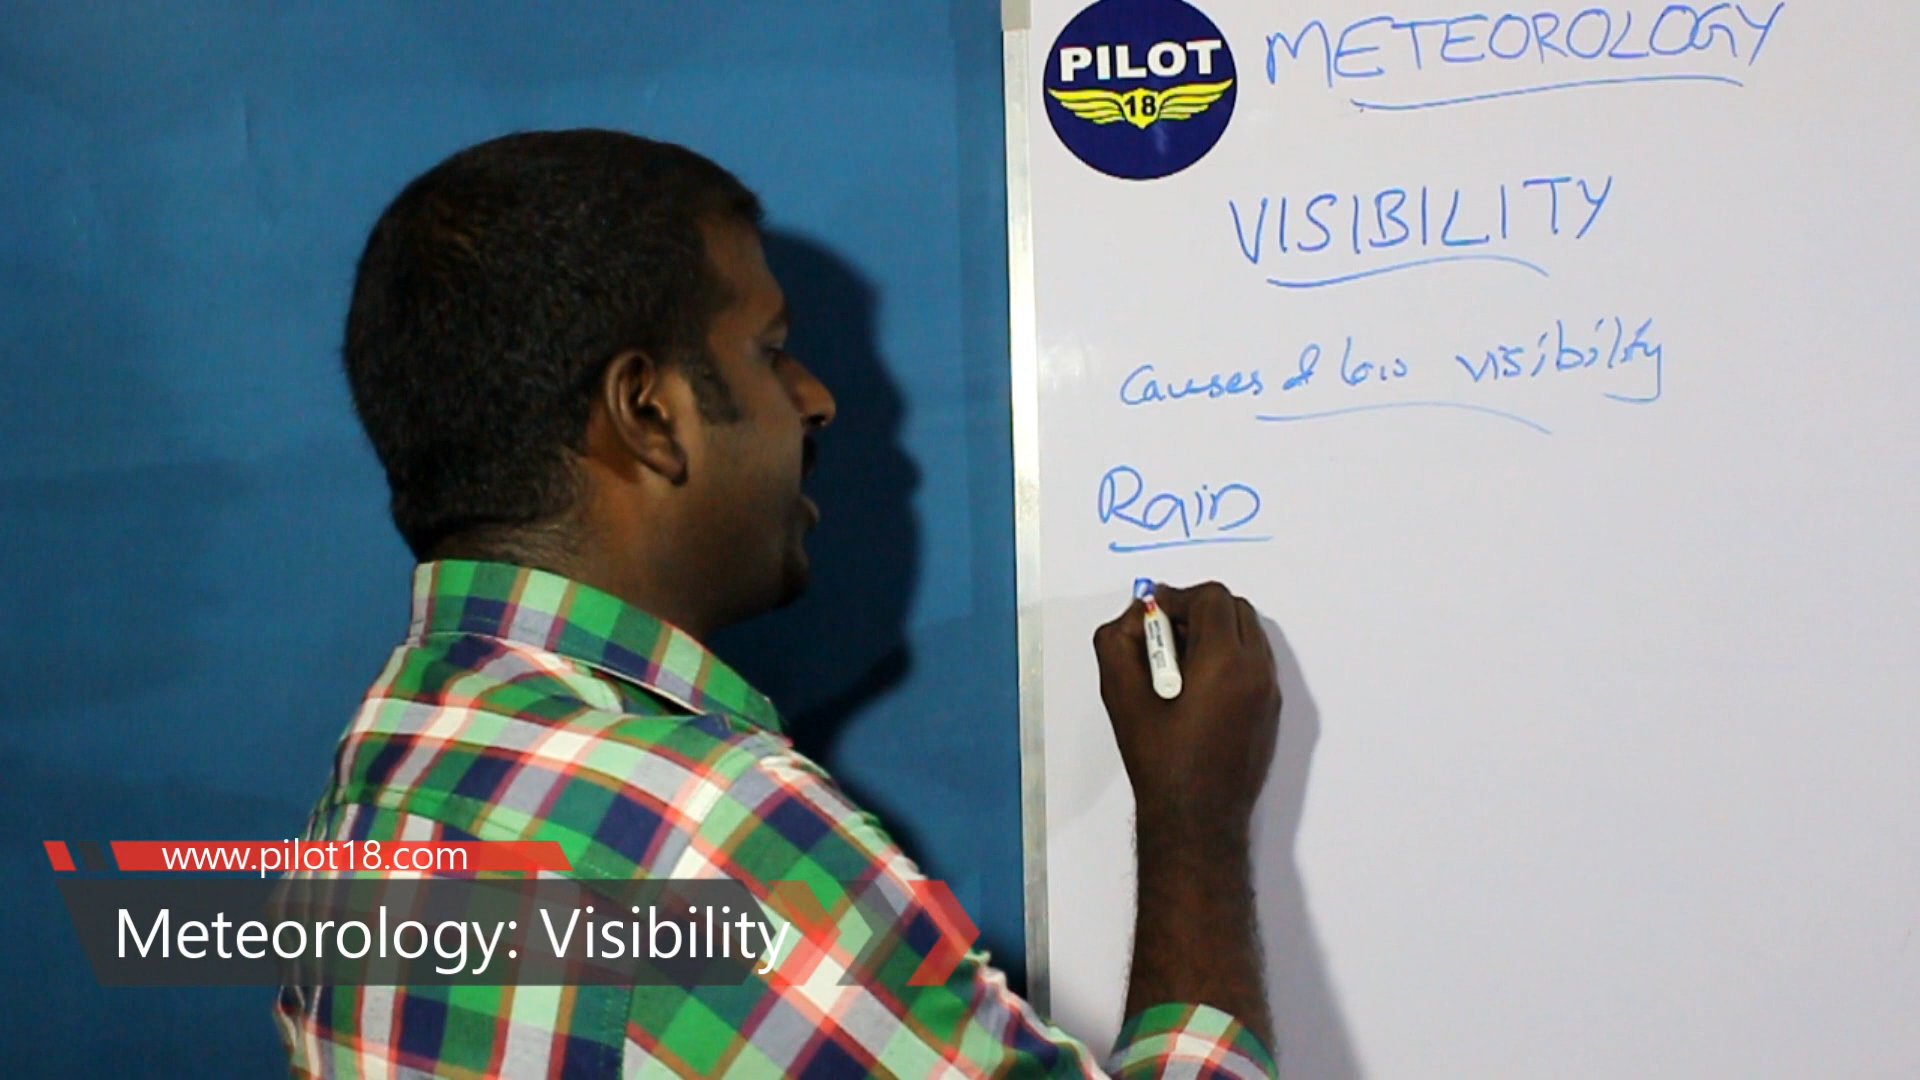 PILOT
18
METEOROLOGY
VISIBILITY
Causes of low visibility
Rain
www.pilot18.com
Meteorology: Visibility